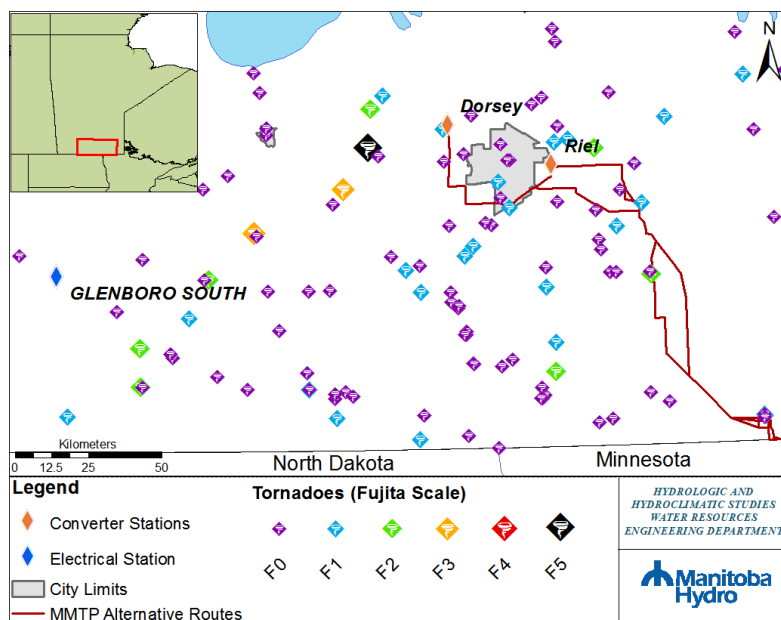 N
Dorsey
Riel
GLENBORO SOUTH
Kilometers
0 12.5 25 50
North Dakota
Minnesota
Legend
Converter Stations
Electrical Station
City Limits
MMTP Alternative Routes
Tornadoes (Fujita Scale)
F0 F1 F2 F3 F4 F5
HYDROLOGIC AND
HYDROCLIMATIC STUDIES
WATER RESOURCES
ENGINEERING DEPARTMENT
Manitoba
Hydro